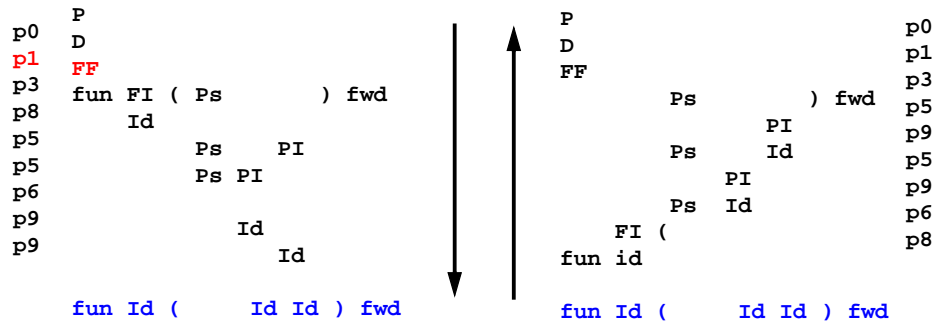 p0
p1
p3
p8
p5
p5
p6
p9
p9
P
D
FF
fun FI ( Ps ) fwd
Id
Ps PI
Ps PI
Id
Id
fun Id ( Id Id ) fwd
P
D
FF
Ps ) fwd
PI
Ps Id
PI
Ps Id
FI (
fun id
fun Id ( Id Id ) fwd
p0
p1
p3
p5
p9
p5
p9
p6
p8